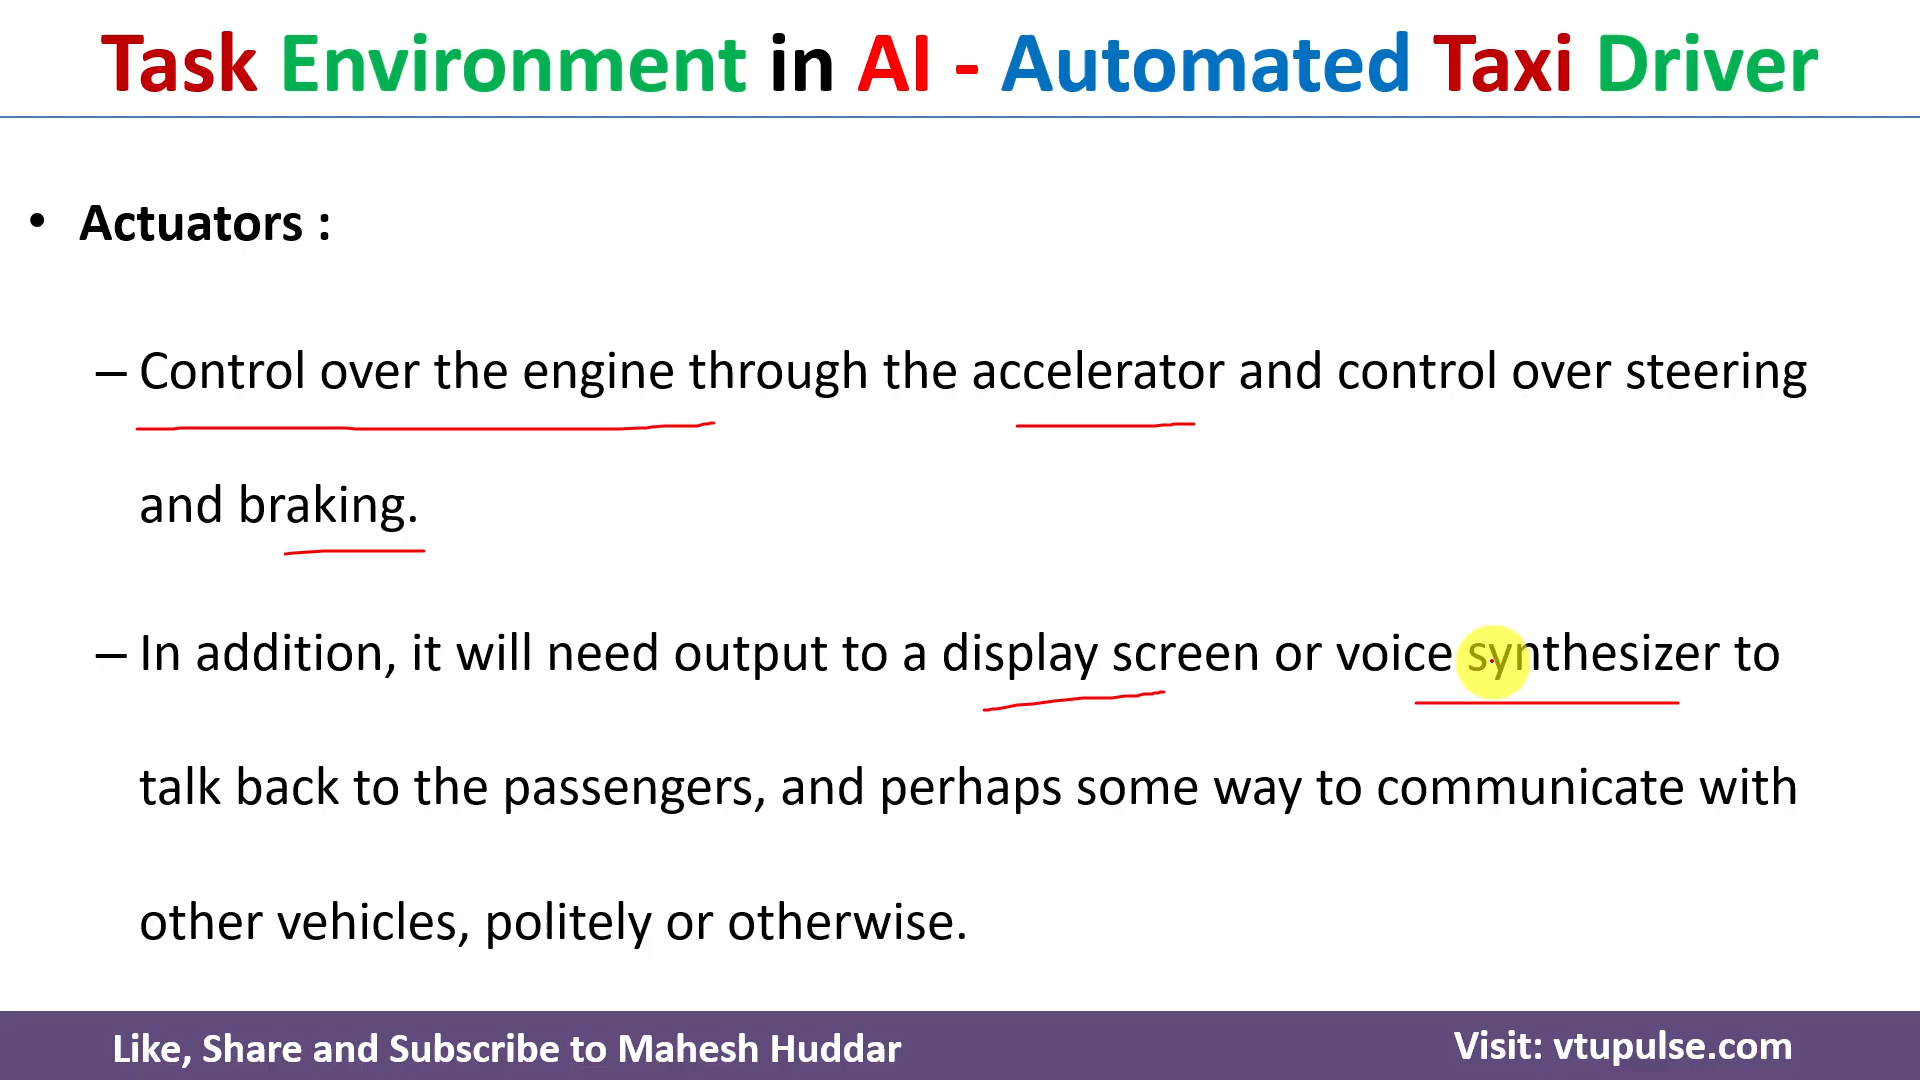 Task Environment in AI - Automated Taxi Driver
• Actuators :
– Control over the engine through the accelerator and control over steering
and braking.
– In addition, it will need output to a display screen or voice synthesizer to
talk back to the passengers, and perhaps some way to communicate with
other vehicles, politely or otherwise.
Like, Share and Subscribe to Mahesh Huddar
Visit: vtupulse.com